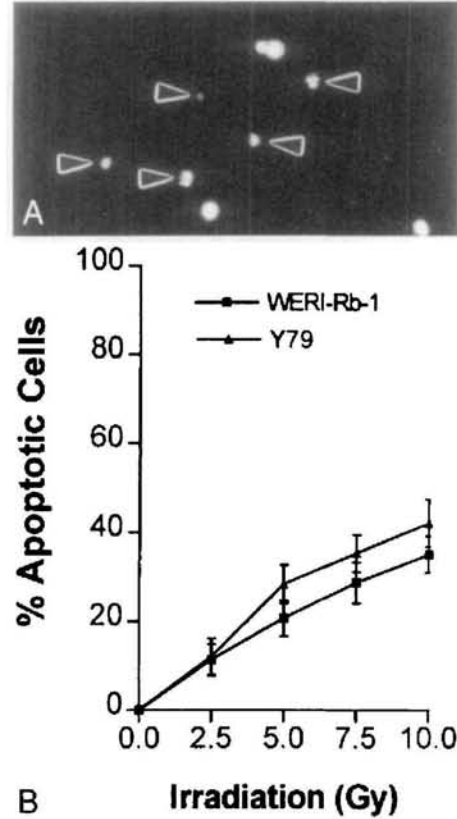 A
100
80
60
40
20
0
% Apoptotic Cells
WERI-Rb-1
Y79
0.0 2.5 5.0 7.5 10.0
Irradiation (Gy)
B